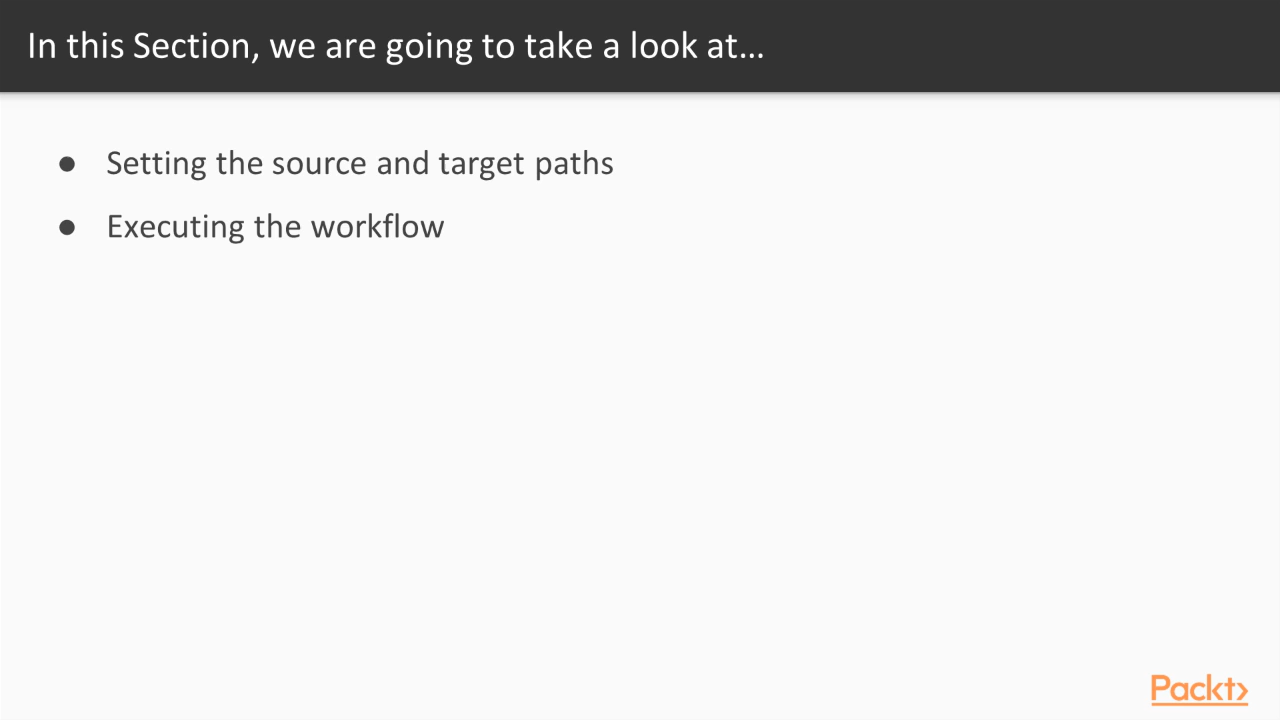 In this Section, we are going to take a look at...
● Setting the source and target paths
● Executing the workflow
Packt>